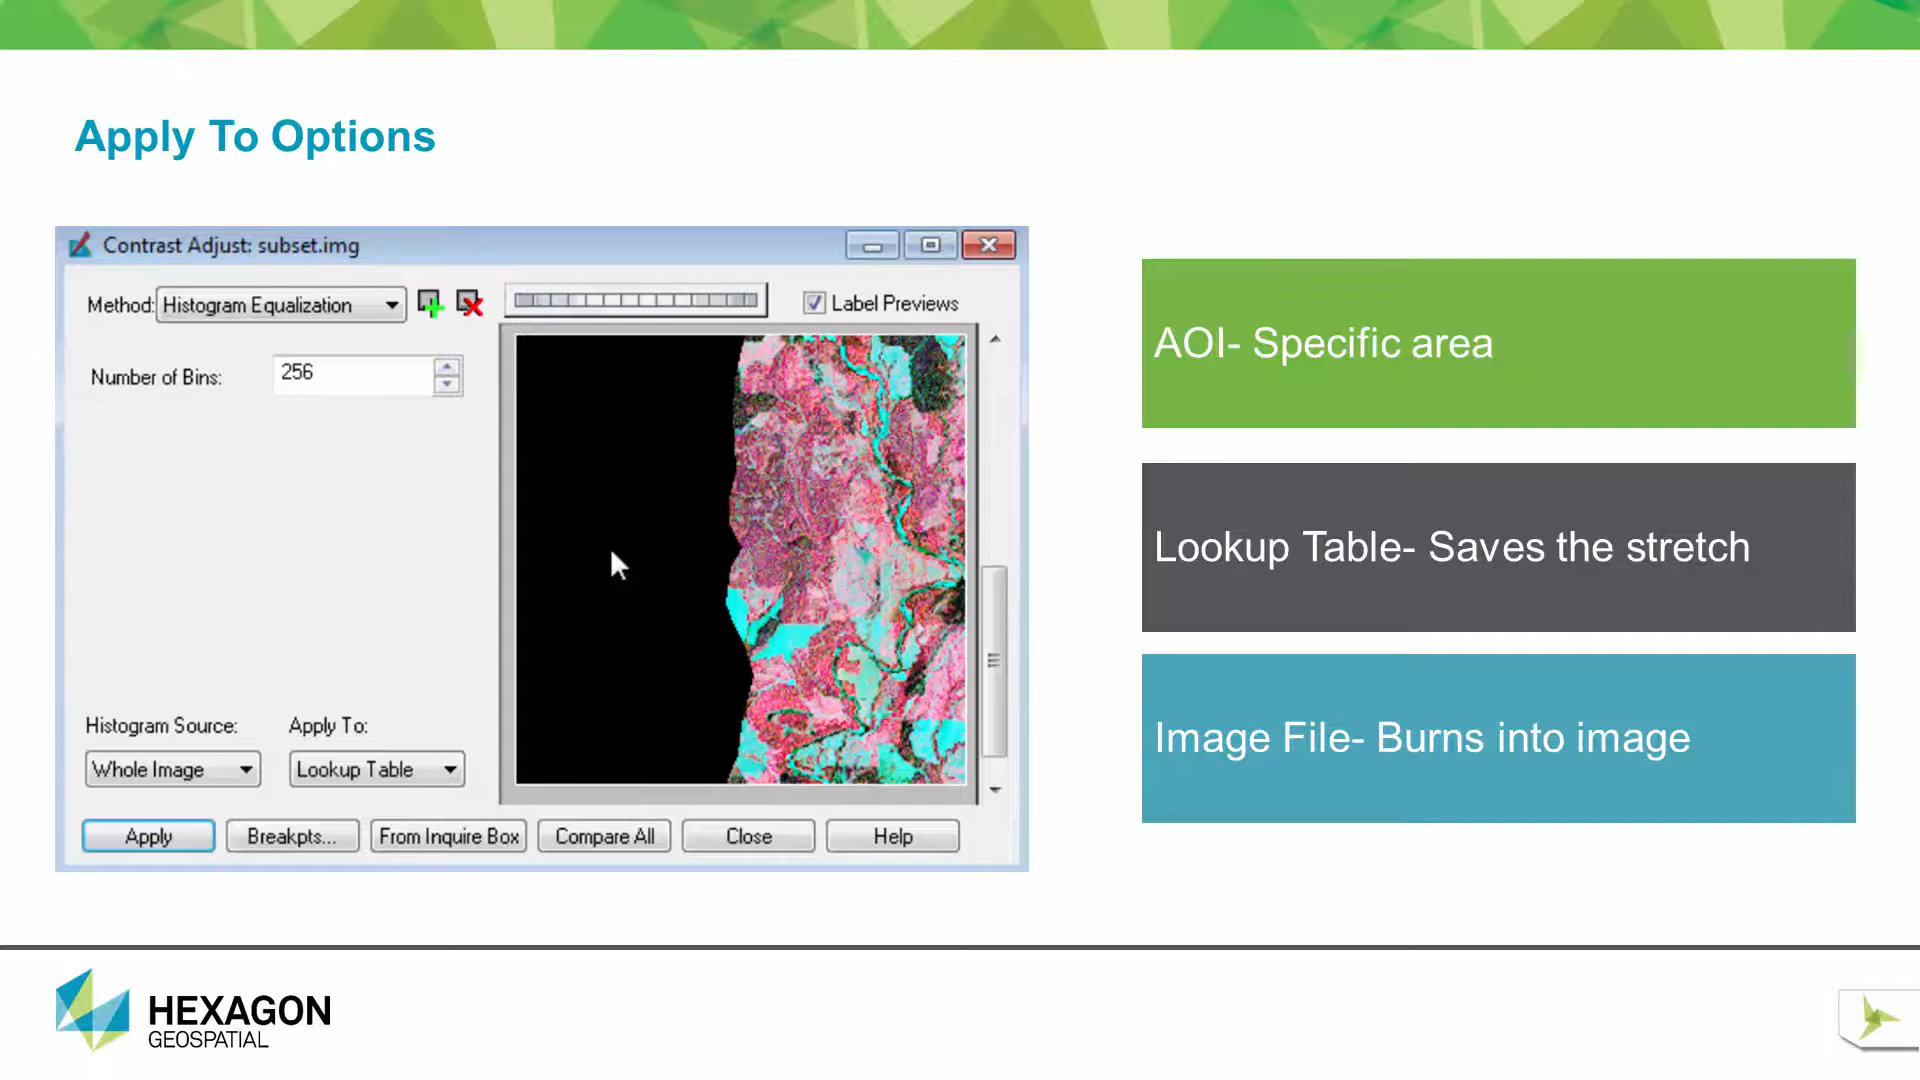 Apply To Options
Contrast Adjust: subset.img
Method: Histogram Equalization
Label Previews
Number of Bins: 256
Histogram Source: Apply To:
Whole Image Lookup Table
Apply Breakpts... From Inquire Box Compare All Close Help
AOI- Specific area
Lookup Table- Saves the stretch
Image File- Burns into image
HEXAGON
GEOSPATIAL